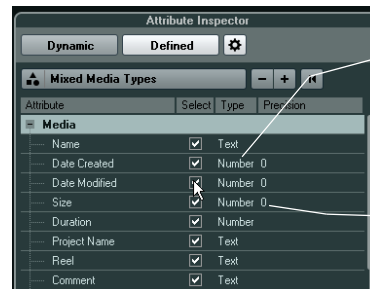 Attribute Inspector
Dynamic Defined
Mixed Media Types - +
Attribute Select Type Precision
Media
Name Text
Date Created Number 0
Date Modified Number 0
Size Number 0
Duration Number
Project Name Text
Reel Text
Comment Text